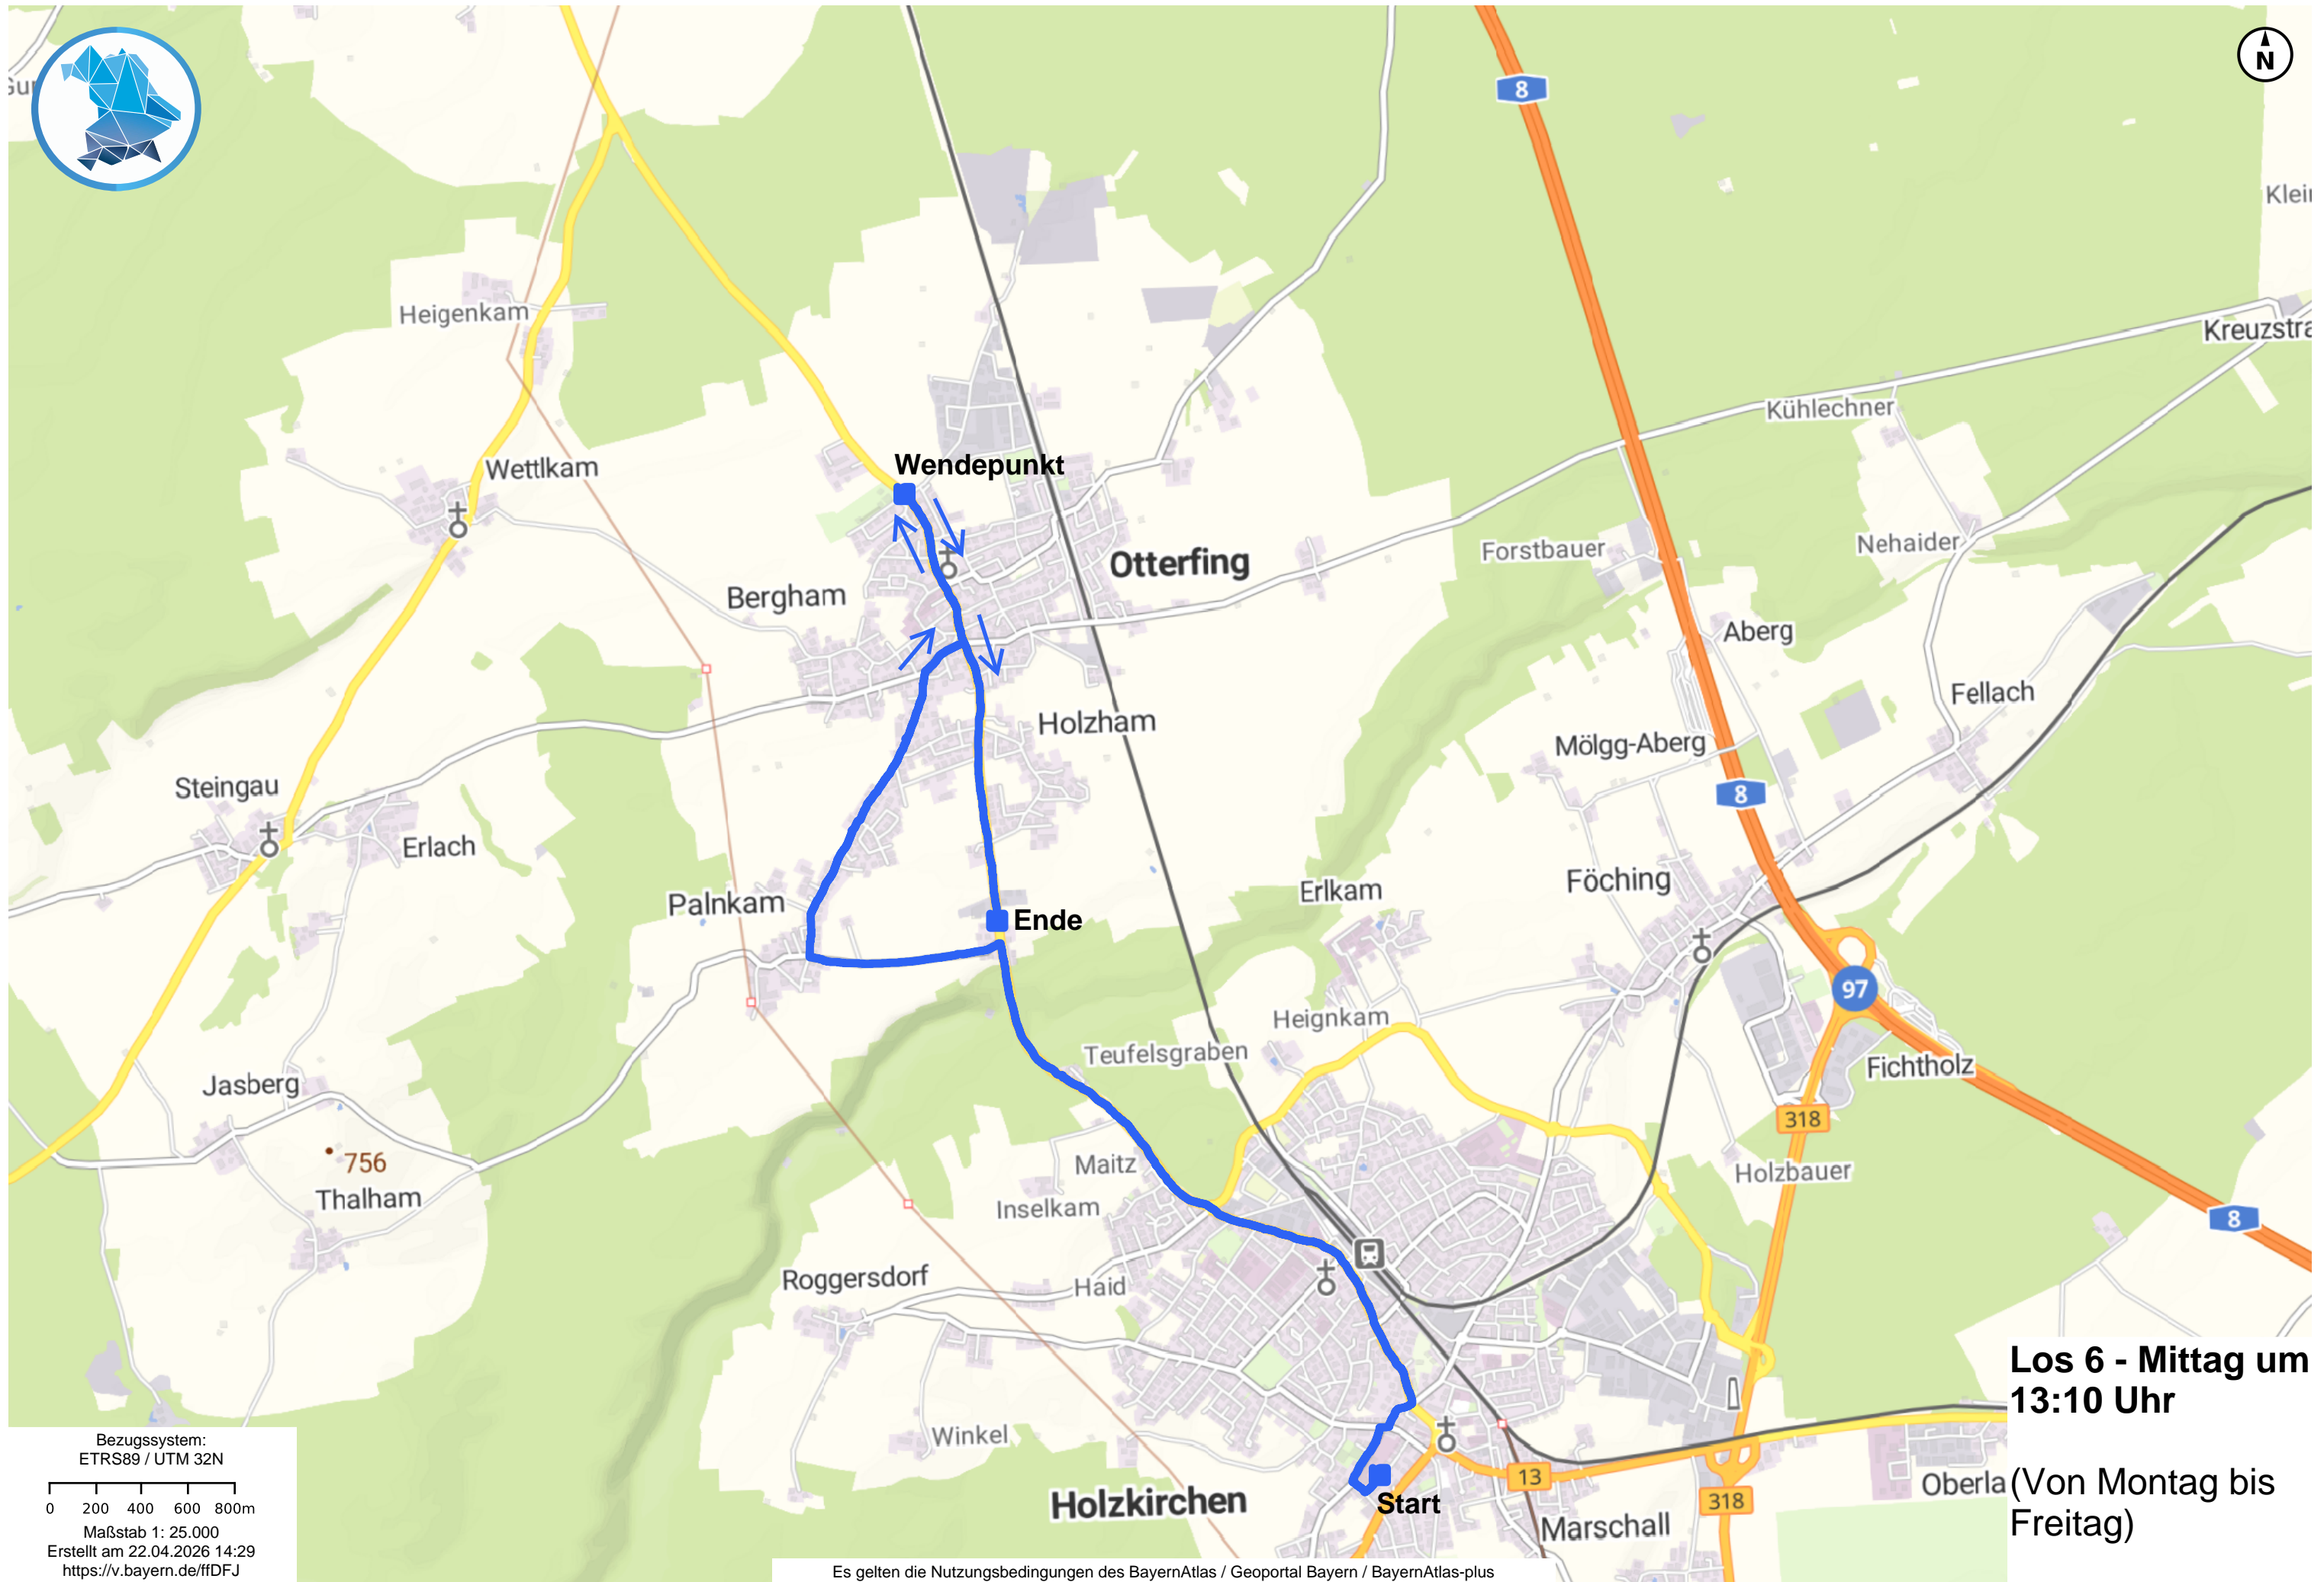 N
8
Heigenkam
Kreuzstra
Kühlechner
Wendepunkt
Wettlkam
Forstbauer
Nehaider
Otterfing
Bergham
Aberg
Fellach
Holzham
Mölgg-Aberg
Steingau
8
Erlach
Föching
Erlkam
Palnkam
Ende
97
Heignkam
Teufelsgraben
Fichtholz
Jasberg
318
756
Maitz
Holzbauer
Thalham
Inselkam
8
Roggersdorf
Haid
Los 6 - Mittag um
13:10 Uhr
(Von Montag bis
Freitag)
Winkel
13
Oberla
318
Holzkirchen
Start
Marschall
Bezugssystem:
ETRS89 / UTM 32N
0 200 400 600 800m
Maßstab 1: 25.000
Erstellt am 22.04.2026 14:29
https://v.bayern.de/ffDFJ
Es gelten die Nutzungsbedingungen des BayernAtlas / Geoportal Bayern / BayernAtlas-plus